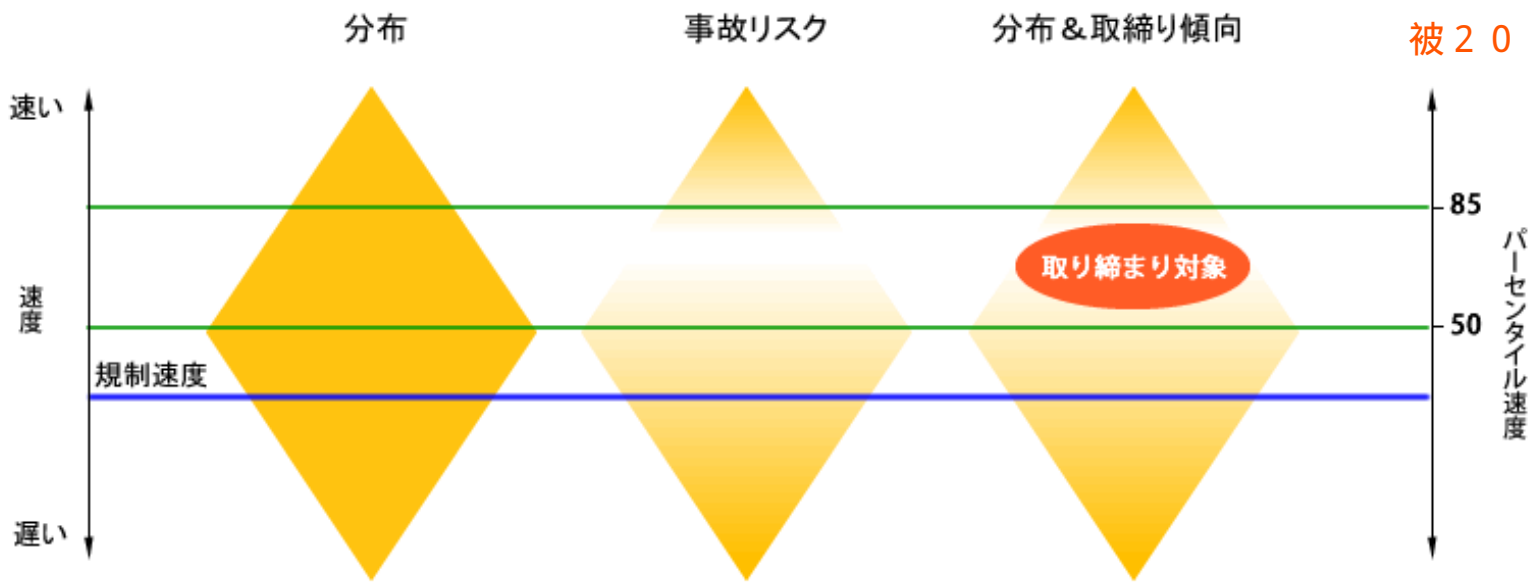 分布
事故リスク
分布＆取締り傾向
被２０
速い
85
取り締まり対象
速度
50
パーセンタイル速度
規制速度
遅い